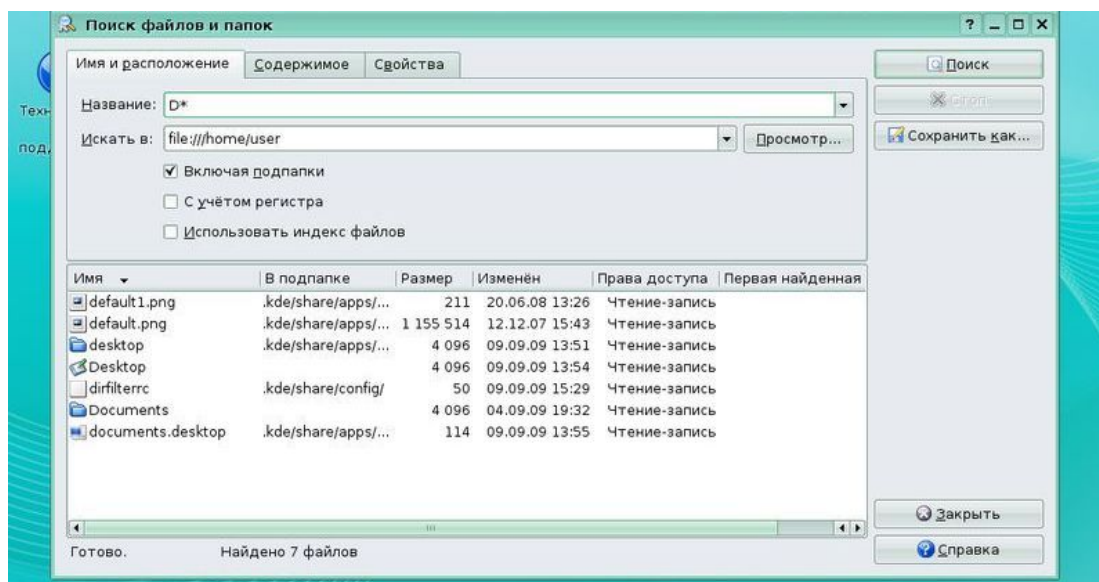 Поиск файлов и папок
Имя и расположение Содержимое Свойства
Название: D*
Искать в: file:///home/user Просмотр...
Включая подпапки
С учётом регистра
Использовать индекс файлов
Поиск
Стоп
Сохранить как...
Имя В подпапке Размер Изменён Права доступа Первая найденная
default1.png .kde/share/apps/... 211 20.06.08 13:26 Чтение-запись
default.png .kde/share/apps/... 1 155 514 12.12.07 15:43 Чтение-запись
desktop .kde/share/apps/... 4 096 09.09.09 13:51 Чтение-запись
Desktop 4 096 09.09.09 13:54 Чтение-запись
dirfilterrc .kde/share/config/ 50 09.09.09 15:29 Чтение-запись
Documents 4 096 04.09.09 19:32 Чтение-запись
documents.desktop .kde/share/apps/... 114 09.09.09 13:55 Чтение-запись
Закрыть
Справка
Готово. Найдено 7 файлов